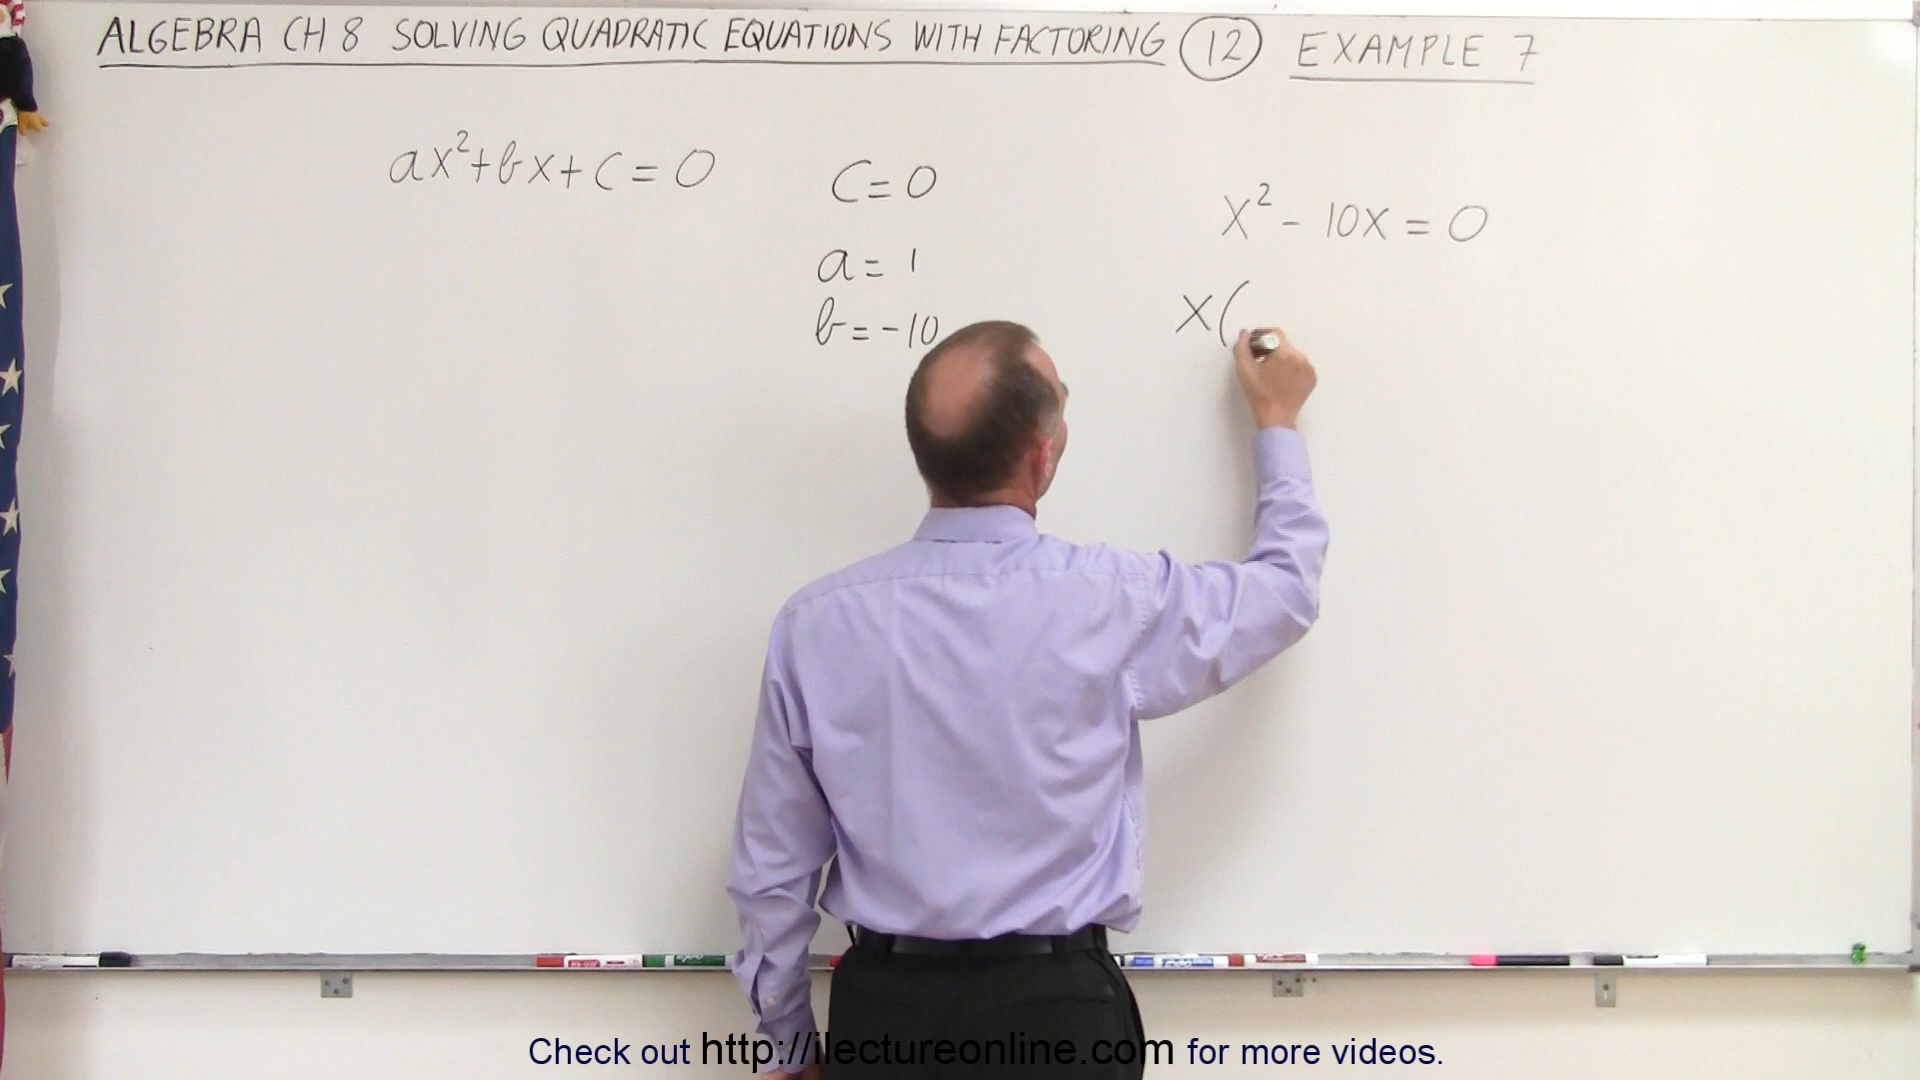 ALGEBRA CH 8 SOLVING QUADRATIC EQUATIONS WITH FACTORING 12 EXAMPLE 7
ax²+bx+c=0
C=0
a=1
b=-10
X²-10X=0
X(
Check out http://ilectureonline.com for more videos.